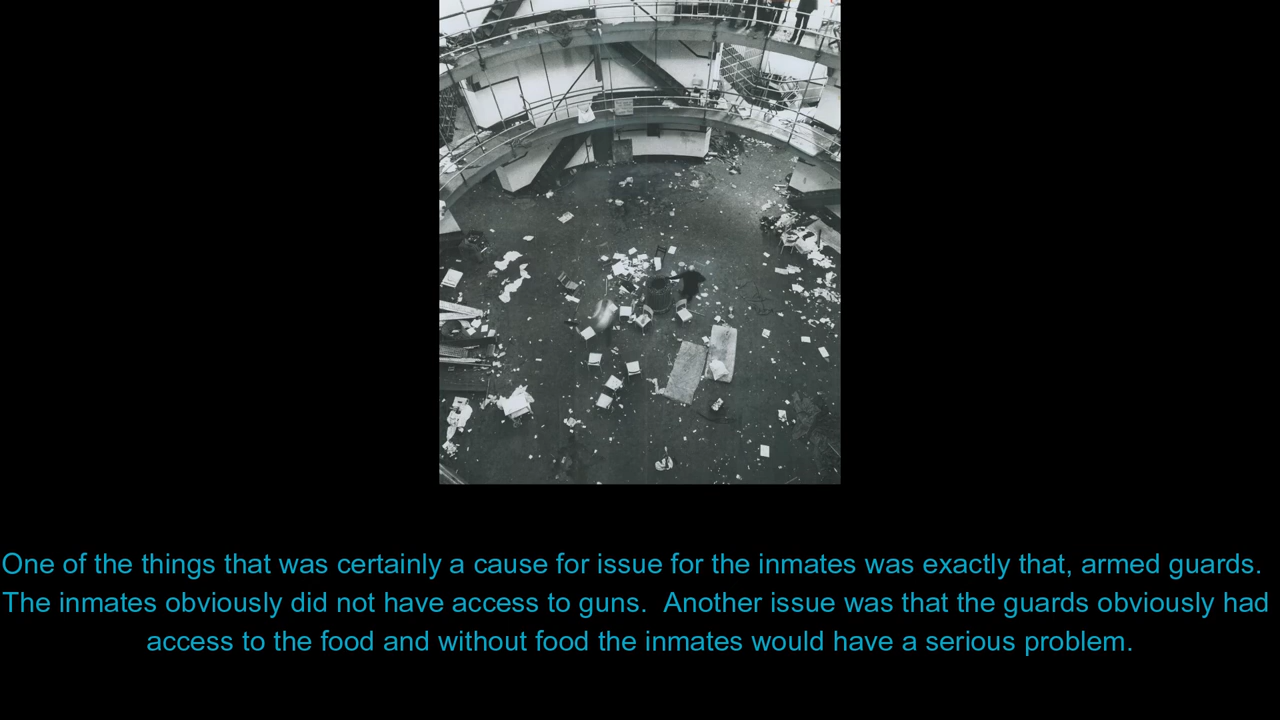 One of the things that was certainly a cause for issue for the inmates was exactly that, armed guards.
The inmates obviously did not have access to guns.  Another issue was that the guards obviously had
access to the food and without food the inmates would have a serious problem.